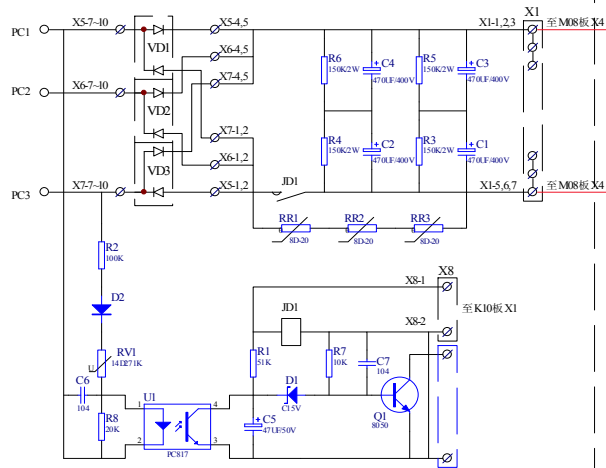 X1
PC1
X5-7~10
VD1
X5-4,5
X1-1,2,3
至M08板X4
X6-4,5
R6
150K/2W
C4
470UF/400V
R5
150K/2W
C3
470UF/400V
PC2
X6-7~10
VD2
X7-4,5
X7-1,2
R4
150K/2W
C2
470UF/400V
R3
150K/2W
C1
470UF/400V
X6-1,2
VD3
PC3
X7-7~10
X5-1,2
JD1
X1-5,6,7
至M08板X4
RR1
8D-20
RR2
8D-20
RR3
8D-20
R2
100K
X8-1
X8
D2
JD1
X8-2
至K10板X1
RV1
14D271K
U
R1
51K
R7
10K
C7
104
C6
104
U1
D1
C15V
Q1
8050
R8
20K
1
4
2
3
PC817
C5
47UF/50V